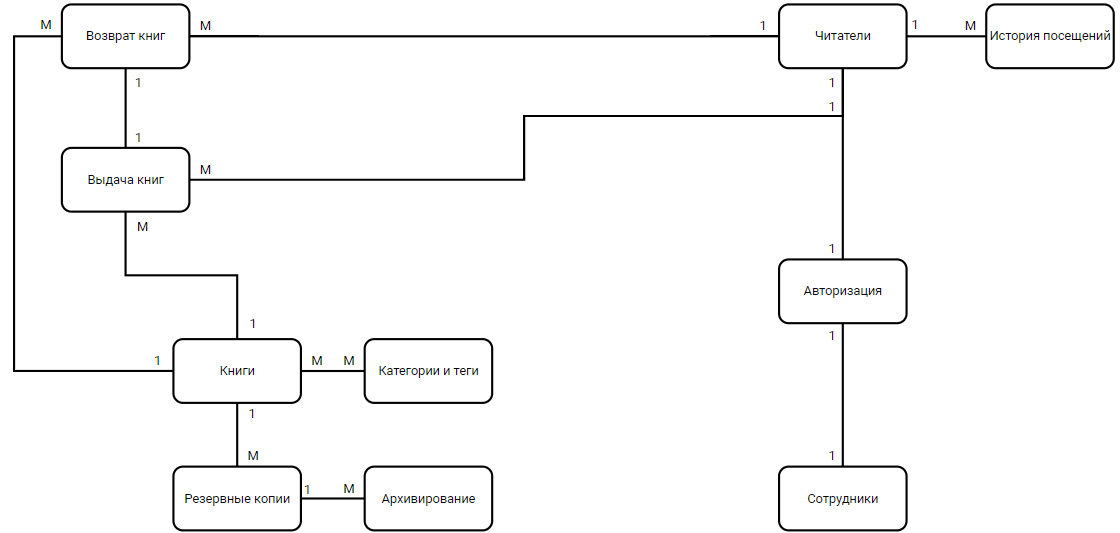 М
Возврат книг
М
1
Читатели
1
М
История посещений
1
1
1
1
Выдача книг
М
М
1
Авторизация
1
1
1
Книги
М
М
Категории и теги
1
М
1
Резервные копии
1
М
Архивирование
Сотрудники